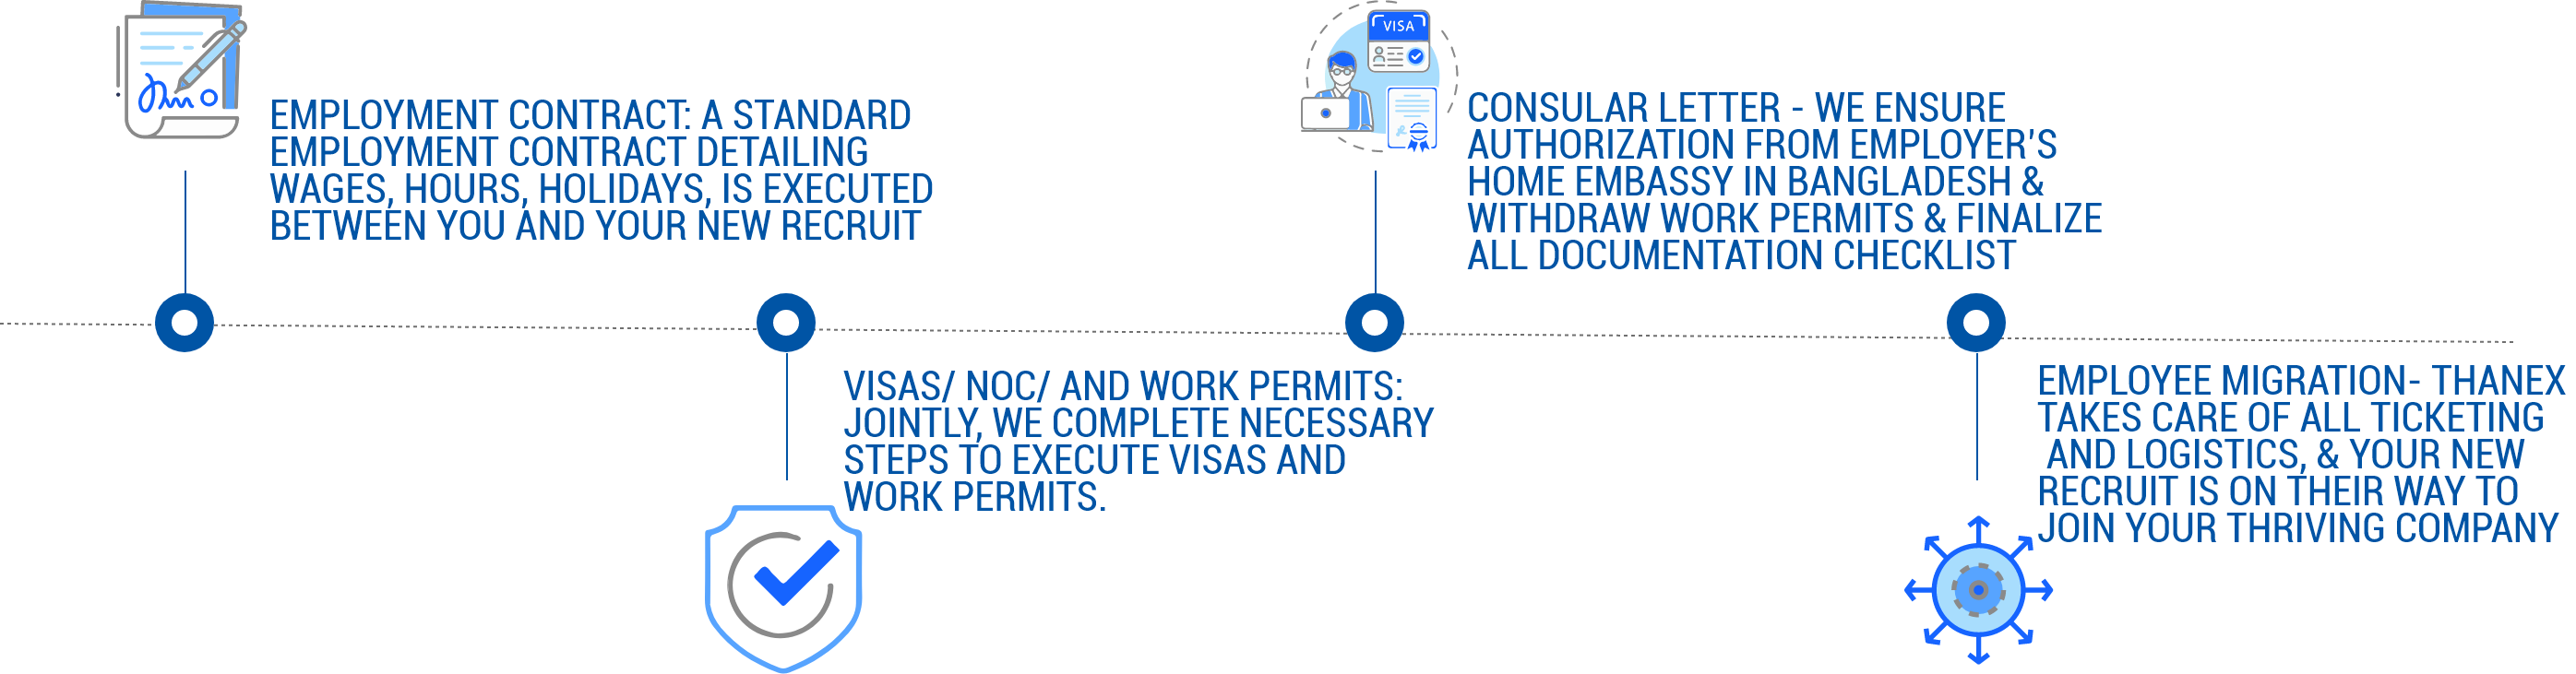 EMPLOYMENT CONTRACT: A STANDARD
EMPLOYMENT CONTRACT DETAILING
WAGES, HOURS, HOLIDAYS, IS EXECUTED
BETWEEN YOU AND YOUR NEW RECRUIT
VISAS/ NOC/ AND WORK PERMITS:
JOINTLY, WE COMPLETE NECESSARY
STEPS TO EXECUTE VISAS AND
WORK PERMITS.
VISA
CONSULAR LETTER - WE ENSURE
AUTHORIZATION FROM EMPLOYER’S
HOME EMBASSY IN BANGLADESH &
WITHDRAW WORK PERMITS & FINALIZE
ALL DOCUMENTATION CHECKLIST
EMPLOYEE MIGRATION- THANEX
TAKES CARE OF ALL TICKETING
AND LOGISTICS, & YOUR NEW
RECRUIT IS ON THEIR WAY TO
JOIN YOUR THRIVING COMPANY